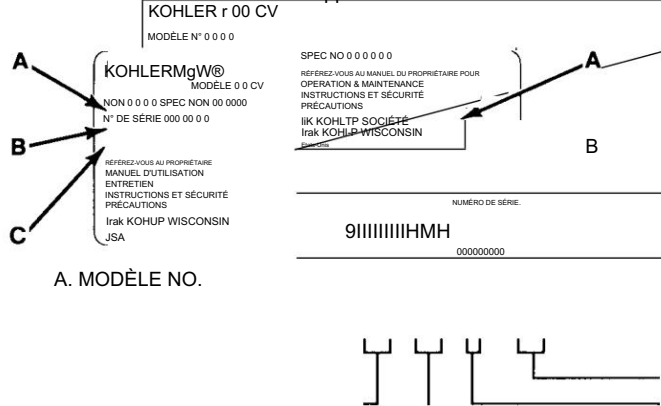 KOHLER r 00 CV
MODÈLE N° 0 0 0 0
A
KOHLERMgW®
MODÈLE 0 0 CV
NON 0 0 0 0 SPEC NON 00 0000
N° DE SÉRIE 000 00 0 0
B
RÉFÉREZ-VOUS AU PROPRIÉTAIRE
MANUEL D'UTILISATION
ENTRETIEN
INSTRUCTIONS ET SÉCURITÉ
PRÉCAUTIONS
Irak KOHUP WISCONSIN
JSA
C
SPEC NO 0 0 0 0 0 0
RÉFÉREZ-VOUS AU MANUEL DU PROPRIÉTAIRE POUR
OPERATION & MAINTENANCE
INSTRUCTIONS ET SÉCURITÉ
PRÉCAUTIONS
liK KOHLTP SOCIÉTÉ
Irak KOHI-P WISCONSIN
A
B
NUMÉRO DE SÉRIE.
9IIIIIIIIIHMH
000000000
A. MODÈLE NO.